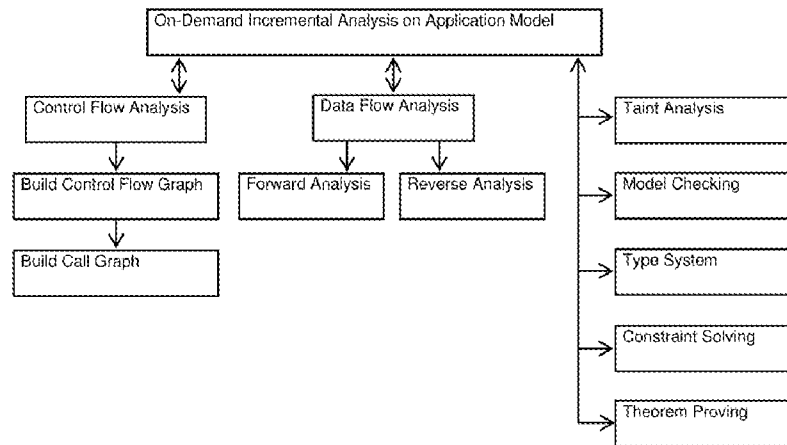 On-Demand Incremental Analysis on Application Model
Control Flow Analysis
Data Flow Analysis
Taint Analysis
Build Control Flow Graph
Forward Analysis
Reverse Analysis
Model Checking
Build Call Graph
Type System
Constraint Solving
Theorem Proving